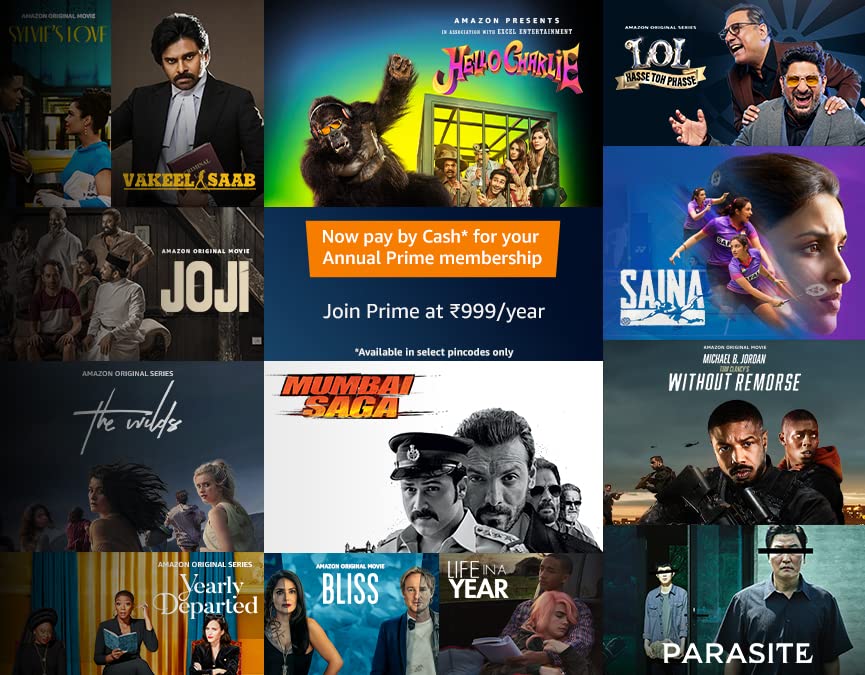 AMAZON ORIGINAL MOVIE
SYLVIE'S LOVE
CRIMINAL
VAKEEL SAAB
AMAZON PRESENTS
IN ASSOCIATION WITH EXCEL ENTERTAINMENT
HELLO CHARLIE
AMAZON ORIGINAL SERIES
LOL
HASSE TOH PHASSE
AMAZON ORIGINAL MOVIE
JOJI
Now pay by Cash* for your
Annual Prime membership
Join Prime at ₹999/year
*Available in select pincodes only
SAINA
AMAZON ORIGINAL SERIES
the wilds
MUMBAI
SAGA
AMAZON ORIGINAL MOVIE
MICHAEL B. JORDAN
TOM CLANCY'S
WITHOUT REMORSE
AMAZON ORIGINAL SERIES
Yearly
Departed
AMAZON ORIGINAL MOVIE
BLISS
LIFE IN A
YEAR
PARASITE